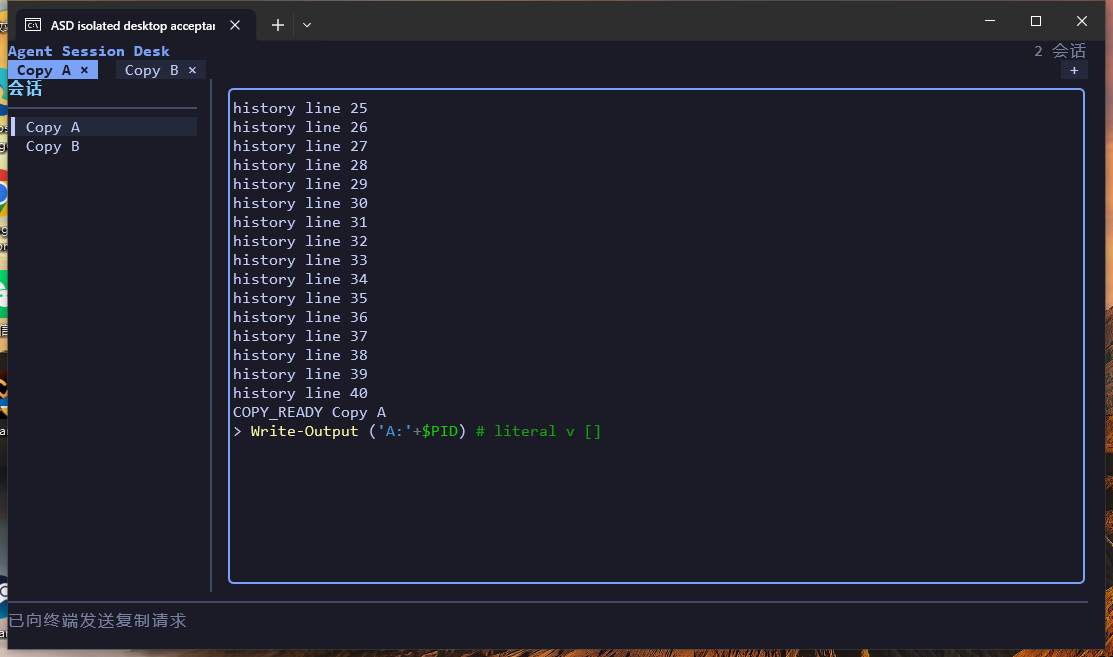 ASD isolated desktop acceptar
Agent Session Desk
2 会话
Copy A ×
Copy B ×
+
会话
Copy A
Copy B
history line 25
history line 26
history line 27
history line 28
history line 29
history line 30
history line 31
history line 32
history line 33
history line 34
history line 35
history line 36
history line 37
history line 38
history line 39
history line 40
COPY_READY Copy A
> Write-Output ('A:'+$PID) # literal v []
已向终端发送复制请求